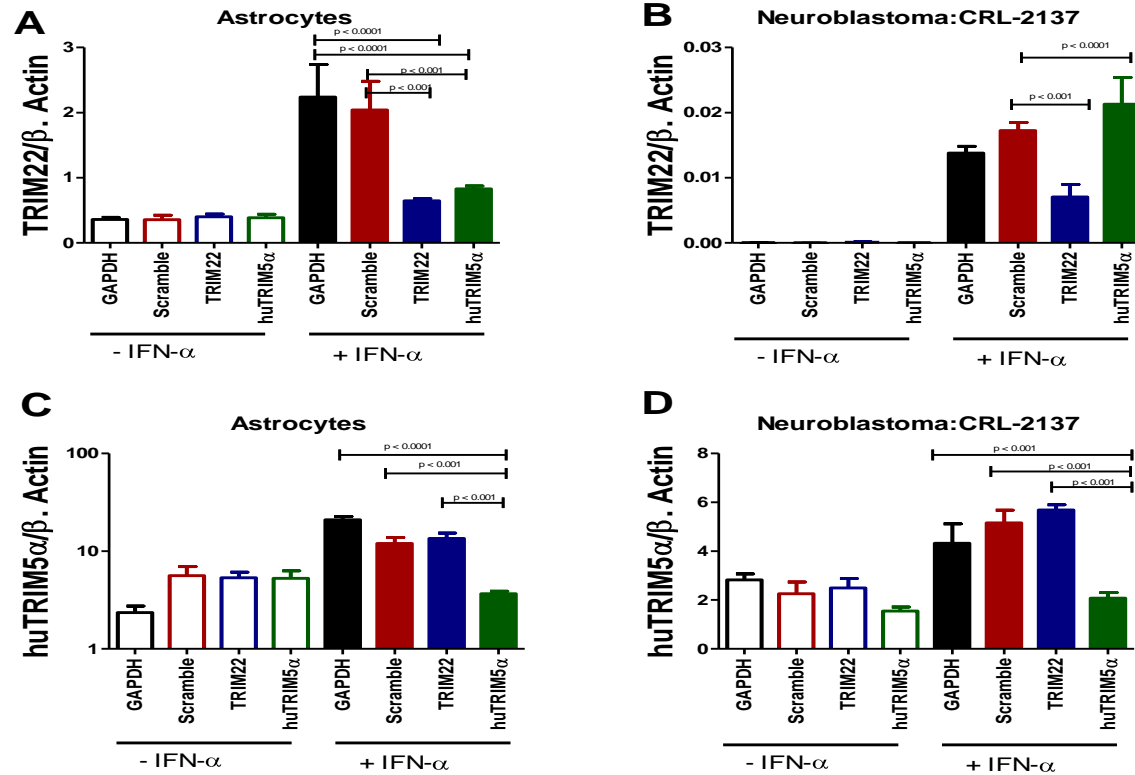 A
Astrocytes
TRIM22/β. Actin
3
2
1
0
p < 0.0001
p < 0.0001
p < 0.001
p < 0.001
GAPDH
Scramble
TRIM22
huTRIM5α
GAPDH
Scramble
TRIM22
huTRIM5α
- IFN-α
+ IFN-α
B
Neuroblastoma:CRL-2137
TRIM22/β. Actin
0.03
0.02
0.01
0.00
p < 0.0001
p < 0.001
GAPDH
Scramble
TRIM22
huTRIM5α
GAPDH
Scramble
TRIM22
huTRIM5α
- IFN-α
+ IFN-α
C
Astrocytes
huTRIM5α/β. Actin
100
10
1
p < 0.0001
p < 0.001
p < 0.001
GAPDH
Scramble
TRIM22
huTRIM5α
GAPDH
Scramble
TRIM22
huTRIM5α
- IFN-α
+ IFN-α
D
Neuroblastoma:CRL-2137
huTRIM5α/β. Actin
8
6
4
2
0
p < 0.001
p < 0.001
p < 0.001
GAPDH
Scramble
TRIM22
huTRIM5α
GAPDH
Scramble
TRIM22
huTRIM5α
- IFN-α
+ IFN-α